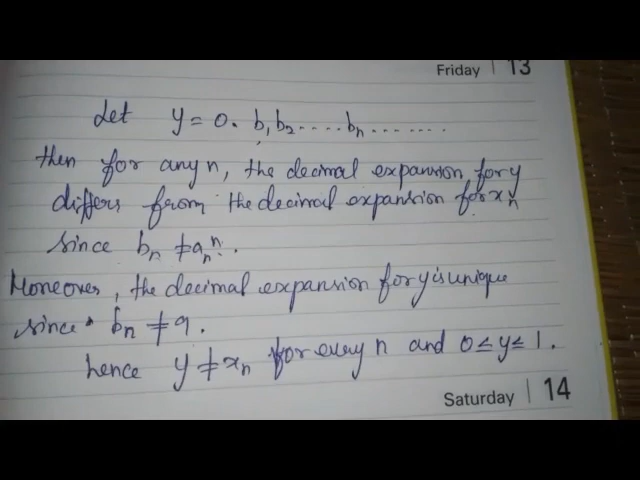 Friday 13
Let y = 0. b₁ b₂ ..... bₙ .......
then for any n, the decimal expansion for y
differs from the decimal expansion for xₙ
since bₙ ≠ aₙⁿ.
Moreover, the decimal expansion for y is unique
since bₙ ≠ 9.
hence y ≠ xₙ for every n and 0 ≤ y ≤ 1.
Saturday 14